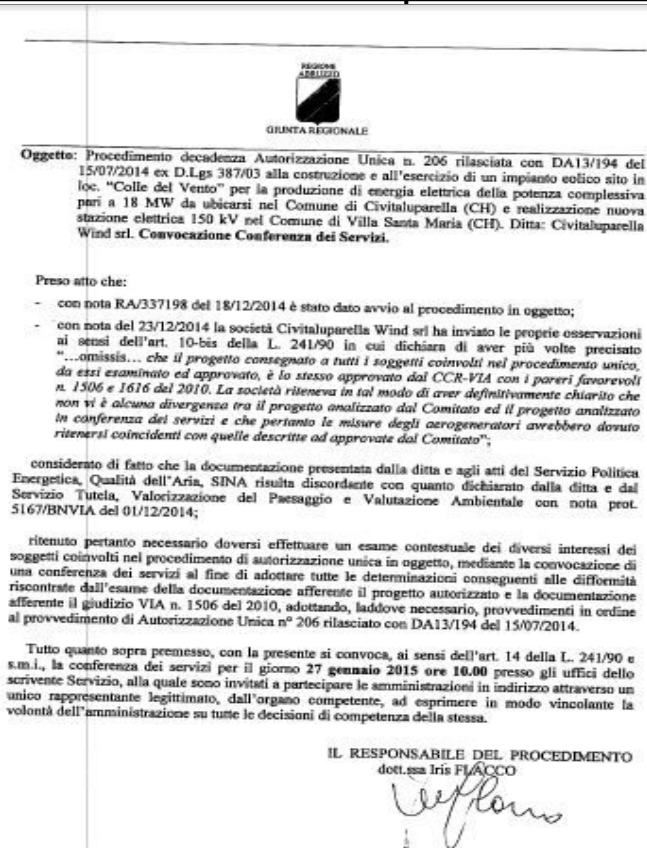 REGIONE
ABRUZZO
GIUNTA REGIONALE
Oggetto: Procedimento decadenza Autorizzazione Unica n. 206 rilasciata con DA13/194 del
15/07/2014 ex D.Lgs 387/03 alla costruzione e all'esercizio di un impianto eolico sito in
loc. "Colle del Vento" per la produzione di energia elettrica della potenza complessiva
pari a 18 MW da ubicarsi nel Comune di Civitaluparella (CH) e realizzazione nuova
stazione elettrica 150 kV nel Comune di Villa Santa Maria (CH). Ditta: Civitaluparella
Wind srl. Convocazione Conferenza dei Servizi.
Preso atto che:
- con nota RA/337198 del 18/12/2014 è stato dato avvio al procedimento in oggetto;
- con nota del 23/12/2014 la società Civitaluparella Wind srl ha inviato le proprie osservazioni
ai sensi dell'art. 10-bis della L. 241/90 in cui dichiara di aver più volte precisato
"…omissis… che il progetto consegnato a tutti i soggetti coinvolti nel procedimento unico,
da essi esaminato ed approvato, è lo stesso approvato dal CCR-VIA con i pareri favorevoli
n. 1506 e 1616 del 2010. La società riteneva in tal modo di aver definitivamente chiarito che
non vi è alcuna divergenza tra il progetto analizzato dal Comitato ed il progetto analizzato
in conferenza dei servizi e che pertanto le misure degli aerogeneratori avrebbero dovuto
ritenersi coincidenti con quelle descritte ad approvate dal Comitato";
considerato di fatto che la documentazione presentata dalla ditta e agli atti del Servizio Politica
Energetica, Qualità dell'Aria, SINA risulta discordante con quanto dichiarato dalla ditta e dal
Servizio Tutela, Valorizzazione del Paesaggio e Valutazione Ambientale con nota prot.
5167/BNVIA del 01/12/2014;
ritenuto pertanto necessario doversi effettuare un esame contestuale dei diversi interessi dei
soggetti coinvolti nel procedimento di autorizzazione unica in oggetto, mediante la convocazione di
una conferenza dei servizi al fine di adottare tutte le determinazioni conseguenti alle difformità
riscontrate dall'esame della documentazione afferente il progetto autorizzato e la documentazione
afferente il giudizio VIA n. 1506 del 2010, adottando, laddove necessario, provvedimenti in ordine
al provvedimento di Autorizzazione Unica n° 206 rilasciato con DA13/194 del 15/07/2014.
Tutto quanto sopra premesso, con la presente si convoca, ai sensi dell'art. 14 della L. 241/90 e
s.m.i., la conferenza dei servizi per il giorno 27 gennaio 2015 ore 10.00 presso gli uffici dello
scrivente Servizio, alla quale sono invitati a partecipare le amministrazioni in indirizzo attraverso un
unico rappresentante legittimato, dall'organo competente, ad esprimere in modo vincolante la
volontà dell'amministrazione su tutte le decisioni di competenza della stessa.
IL RESPONSABILE DEL PROCEDIMENTO
dott.ssa Iris FLACCO